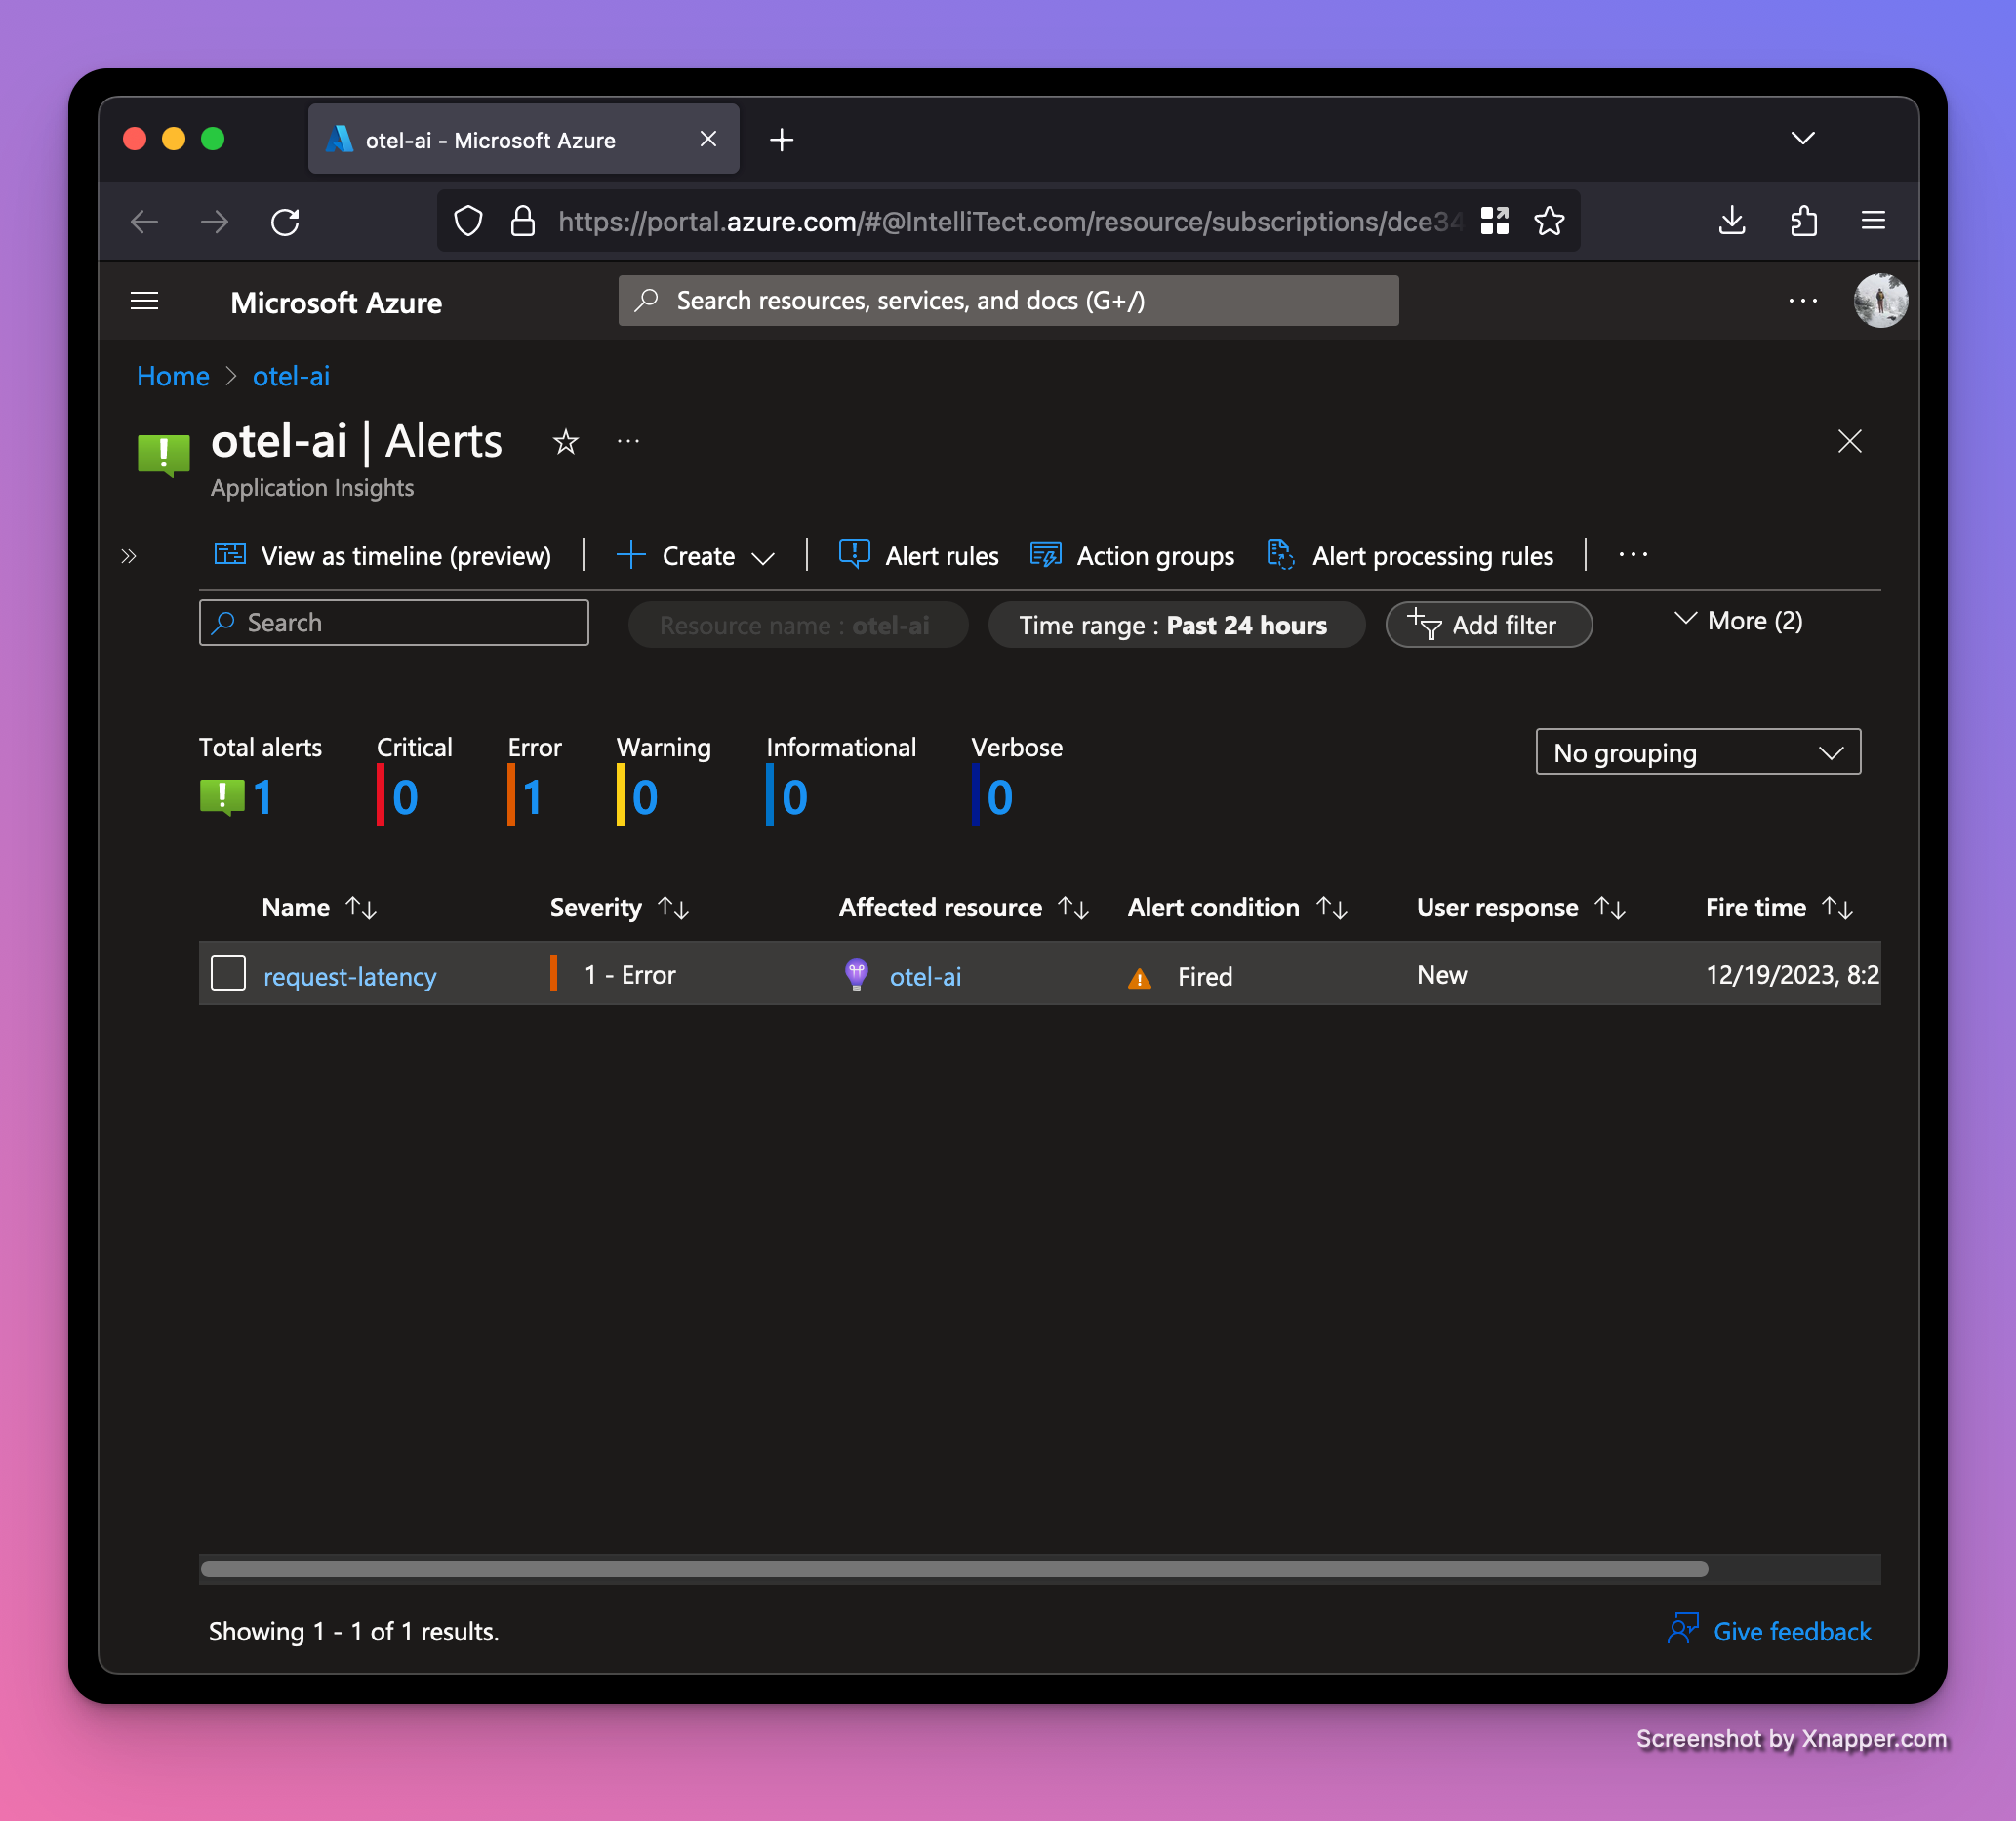 otel-ai - Microsoft Azure
https://portal.azure.com/#@IntelliTect.com/resource/subscriptions/dce34
Microsoft Azure
Search resources, services, and docs (G+/)
Home > otel-ai
otel-ai | Alerts
Application Insights
View as timeline (preview) Create Alert rules Action groups Alert processing rules
Search Resource name : otel-ai Time range : Past 24 hours Add filter More (2)
Total alerts Critical Error Warning Informational Verbose
No grouping
1 0 1 0 0 0
Name Severity Affected resource Alert condition User response Fire time
request-latency 1 - Error otel-ai Fired New 12/19/2023, 8:2
Showing 1 - 1 of 1 results.
Give feedback
Screenshot by Xnapper.com